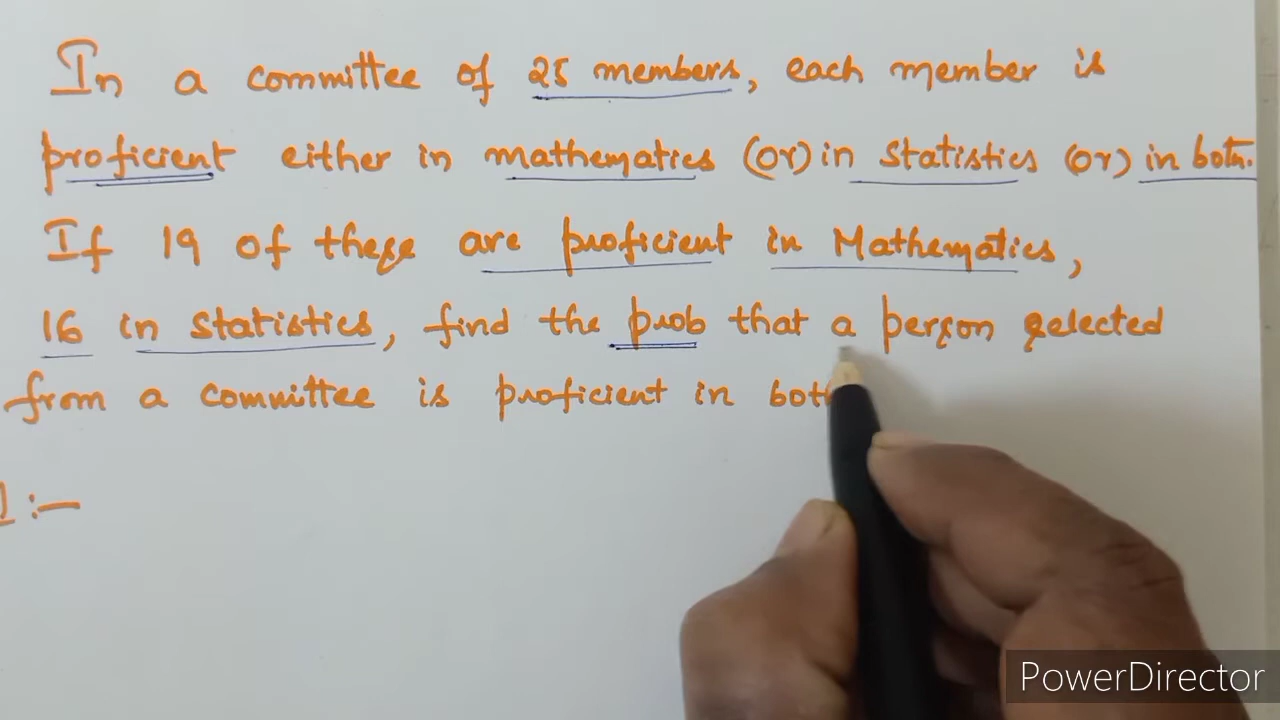 In a committee of 25 members, each member is
proficient either in mathematics (or) in statistics (or) in both.
If 19 of these are proficient in Mathematics,
16 in statistics, find the prob that a person selected
from a committee is proficient in both
:-
PowerDirector